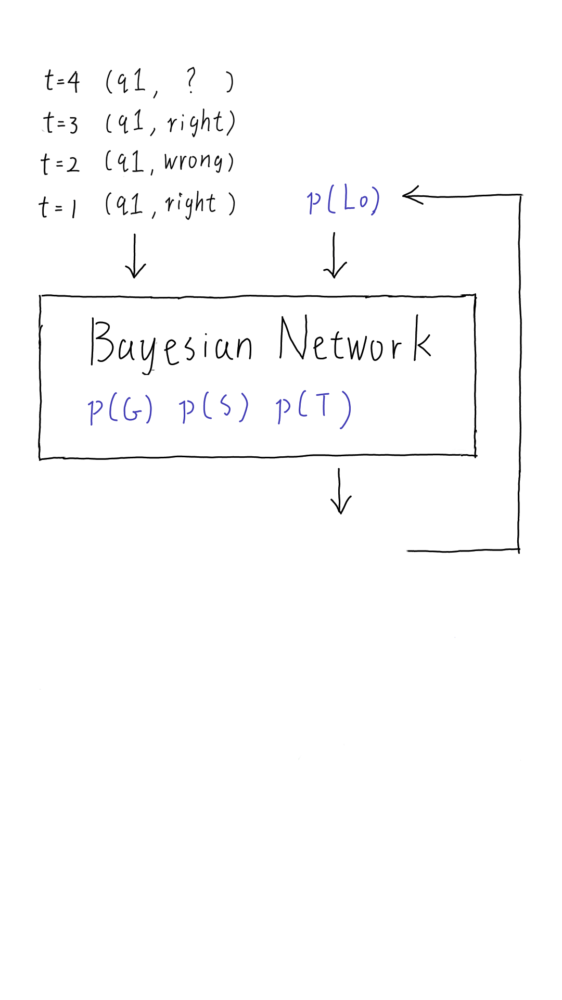 t=4 (q1, ? )
t=3 (q1, right)
t=2 (q1, wrong)
t=1 (q1, right )
p(Lo)
Bayesian Network
p(G) p(S) p(T)